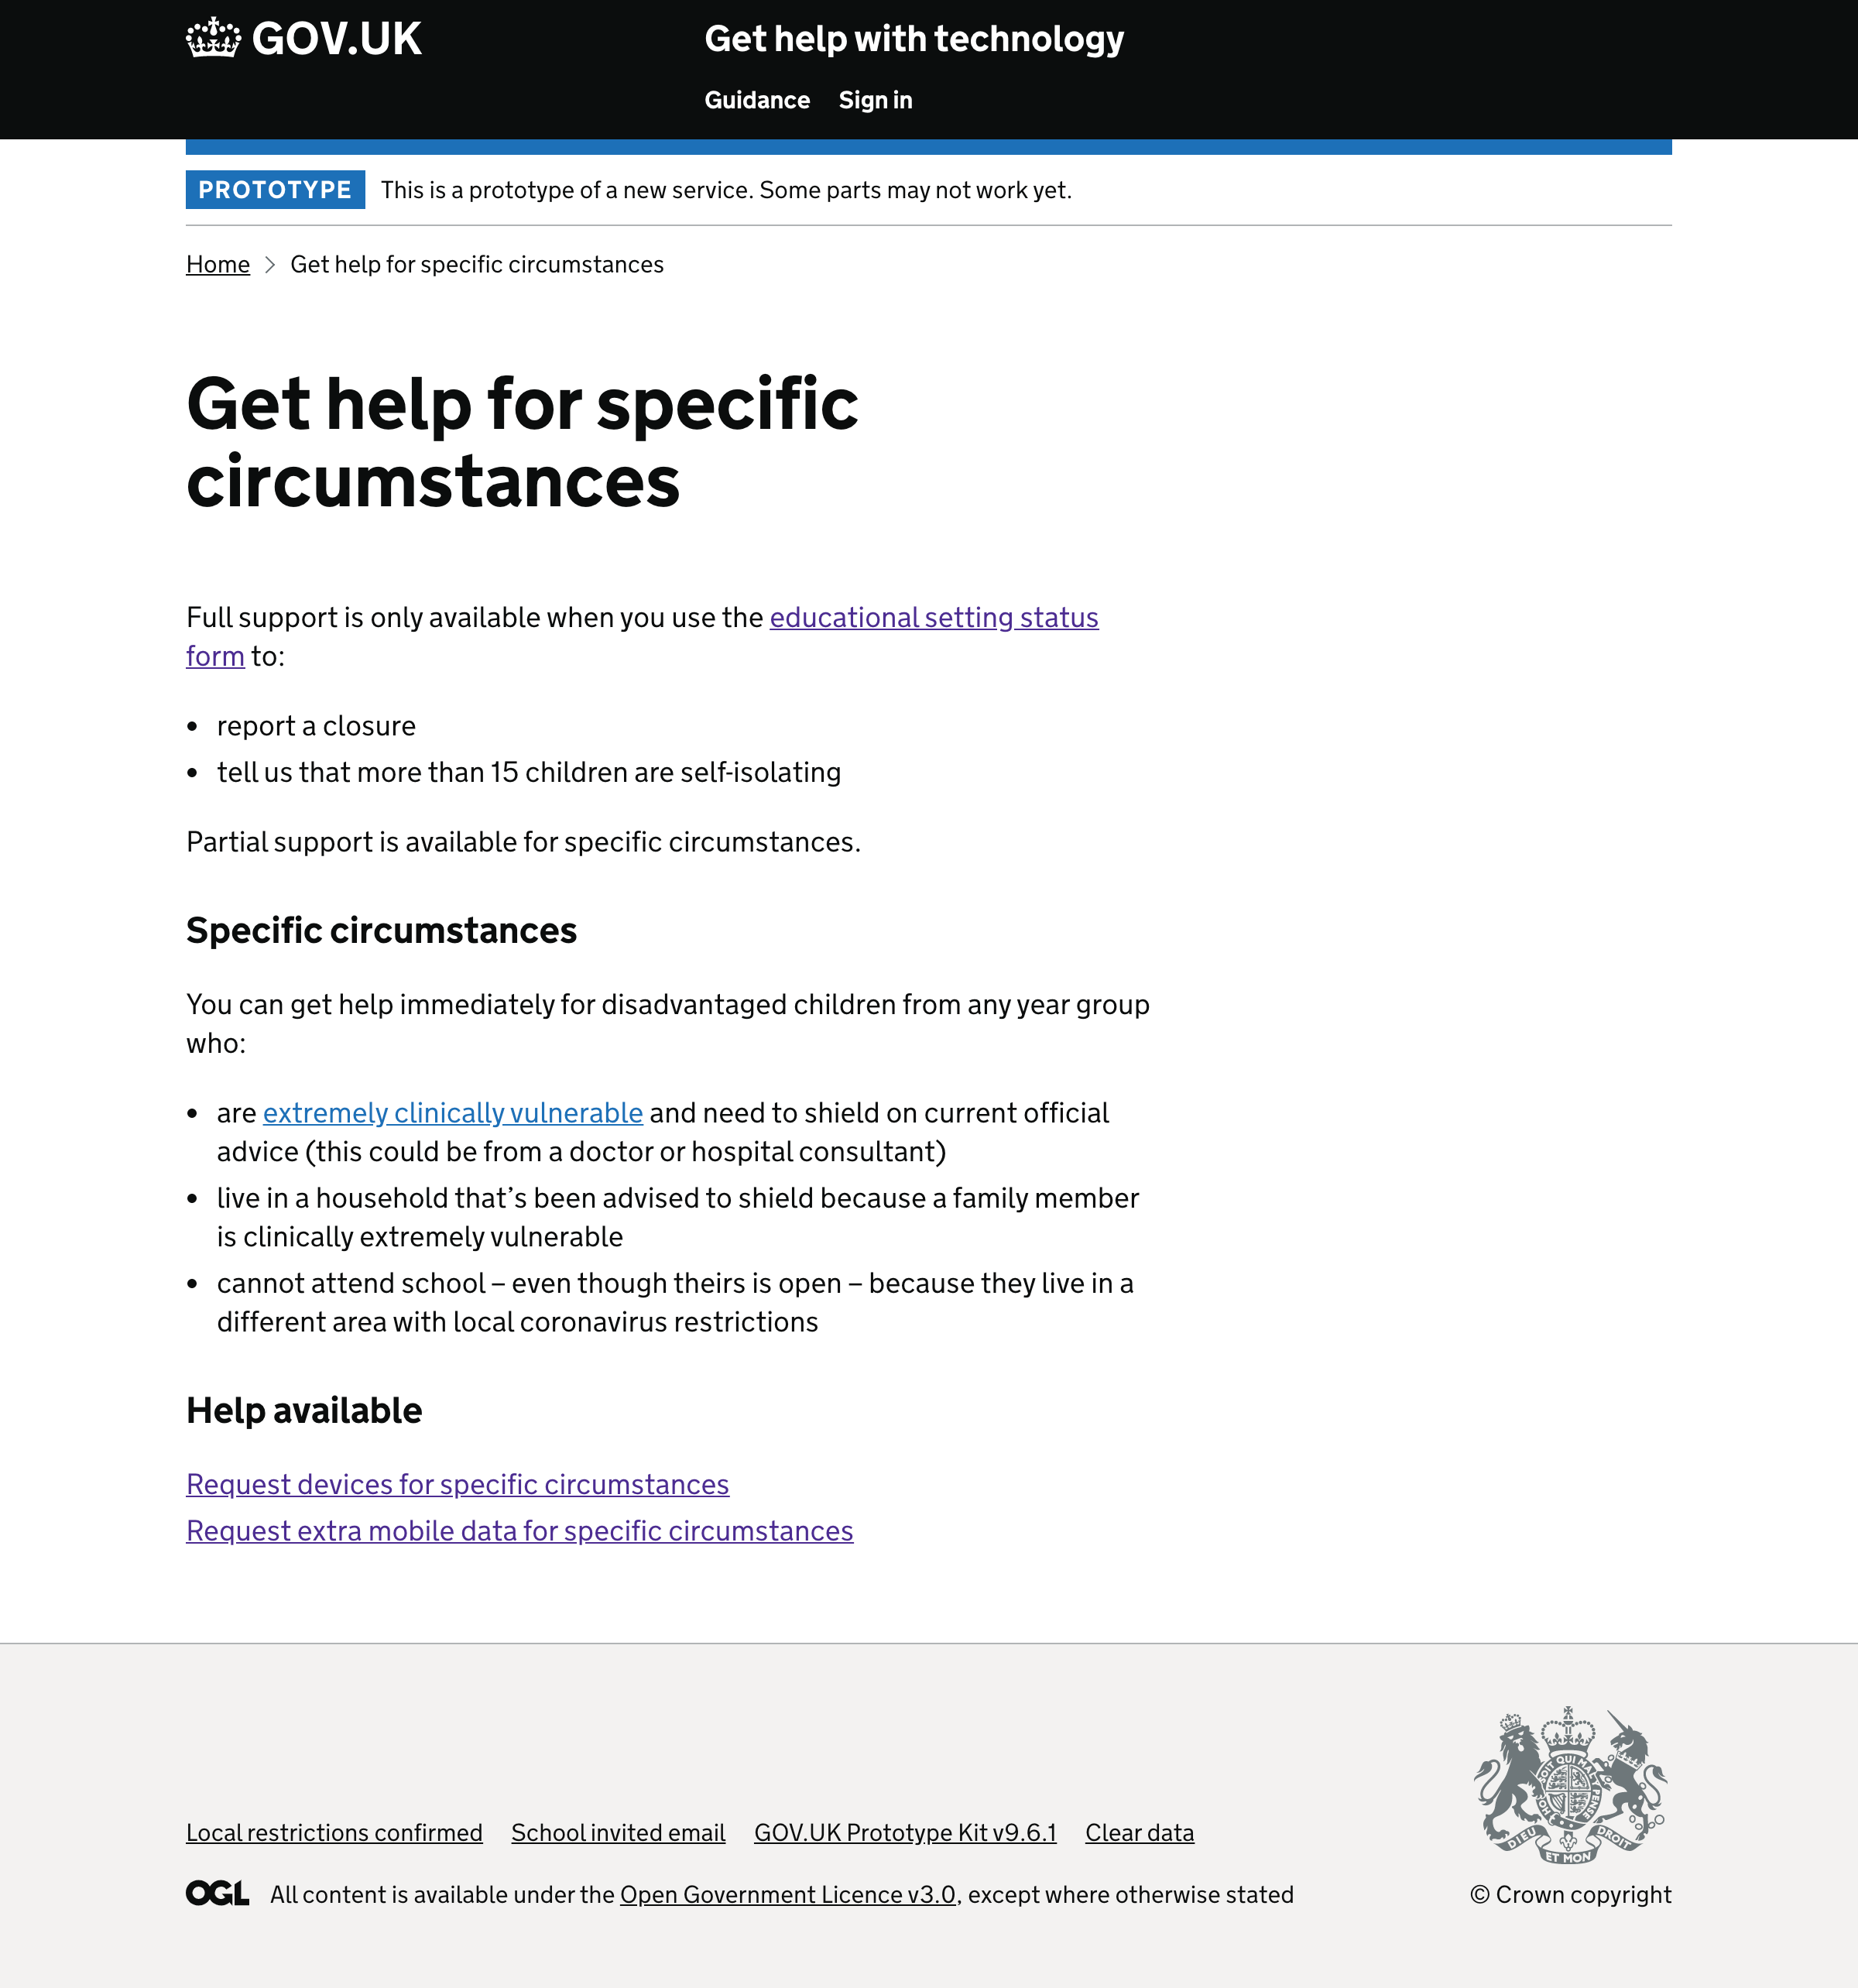 GOV.UK
Get help with technology
Guidance Sign in
PROTOTYPE This is a prototype of a new service. Some parts may not work yet.
Home > Get help for specific circumstances
Get help for specific
circumstances
Full support is only available when you use the educational setting status
form to:
• report a closure
• tell us that more than 15 children are self-isolating
Partial support is available for specific circumstances.
Specific circumstances
You can get help immediately for disadvantaged children from any year group
who:
• are extremely clinically vulnerable and need to shield on current official
advice (this could be from a doctor or hospital consultant)
• live in a household that’s been advised to shield because a family member
is clinically extremely vulnerable
• cannot attend school – even though theirs is open – because they live in a
different area with local coronavirus restrictions
Help available
Request devices for specific circumstances
Request extra mobile data for specific circumstances
Local restrictions confirmed School invited email GOV.UK Prototype Kit v9.6.1 Clear data
OGL All content is available under the Open Government Licence v3.0, except where otherwise stated
SOIT QUI MAL Y PENSE HON
DIEU ET MON DROIT
© Crown copyright